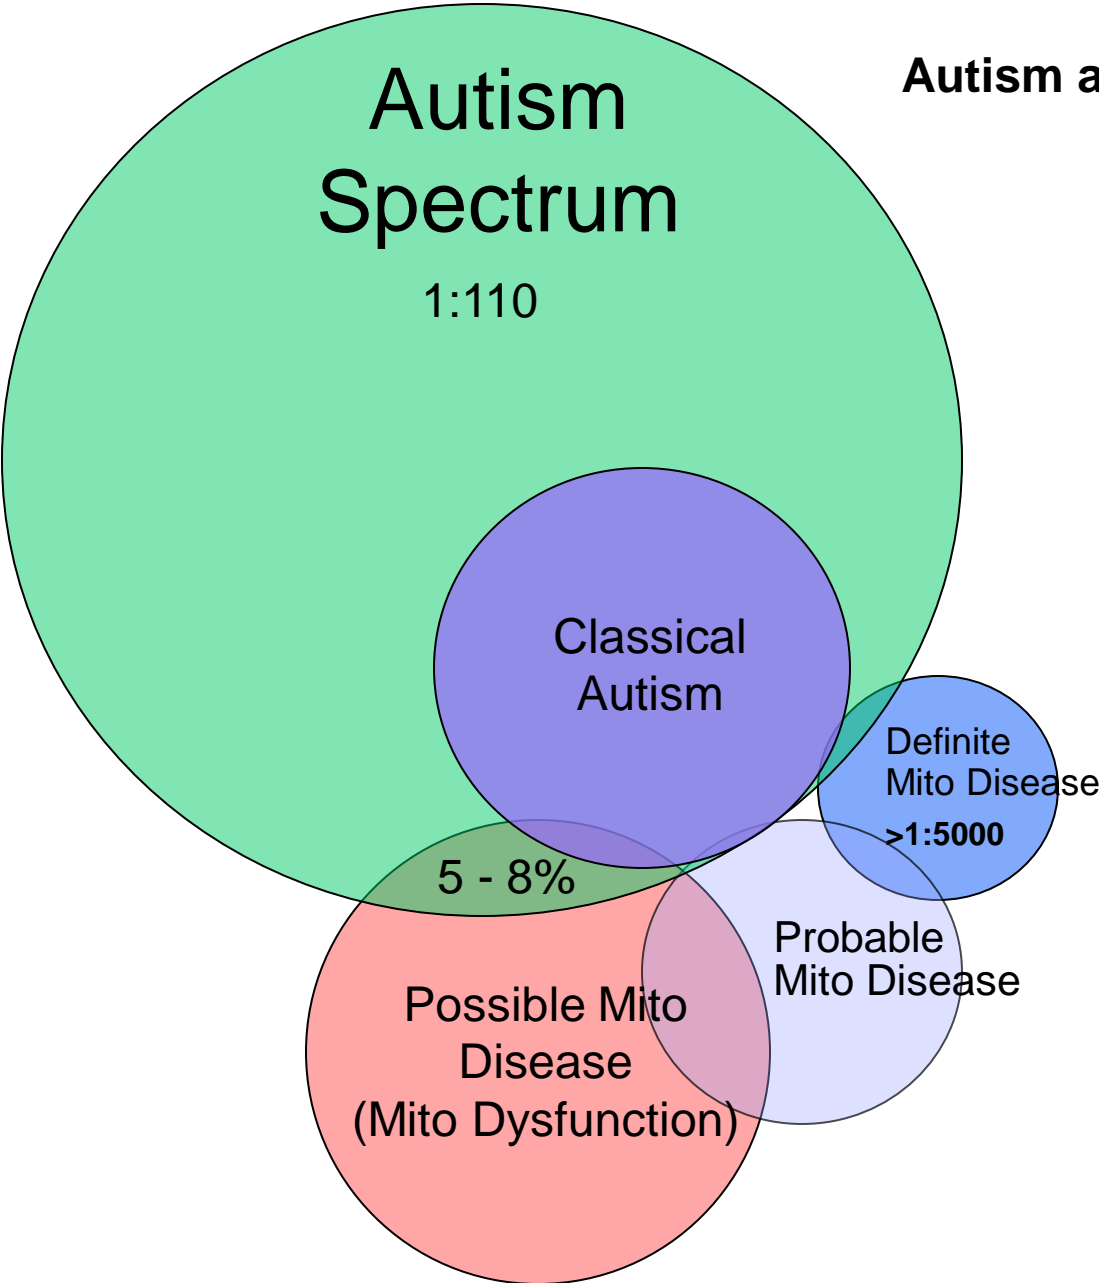 Autism a
Autism
Spectrum
1:110
Classical
Autism
Definite
Mito Disease
>1:5000
5 - 8%
Probable
Mito Disease
Possible Mito
Disease
(Mito Dysfunction)